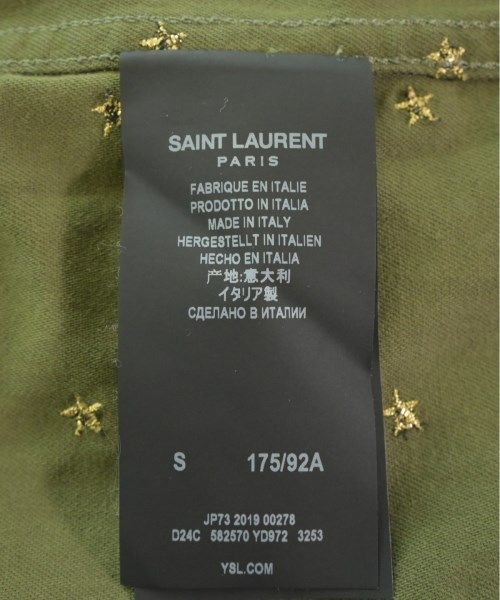 SAINT LAURENT
PARIS
FABRIQUE EN ITALIE
PRODOTTO IN ITALIA
MADE IN ITALY
HERGESTELLT IN ITALIEN
HECHO EN ITALIA
产地:意大利
イタリア製
СДЕЛАНО В ИТАЛИИ
S 175/92A
JP73 2019 00276
D24C 582570 YD972 3253
YSL.COM